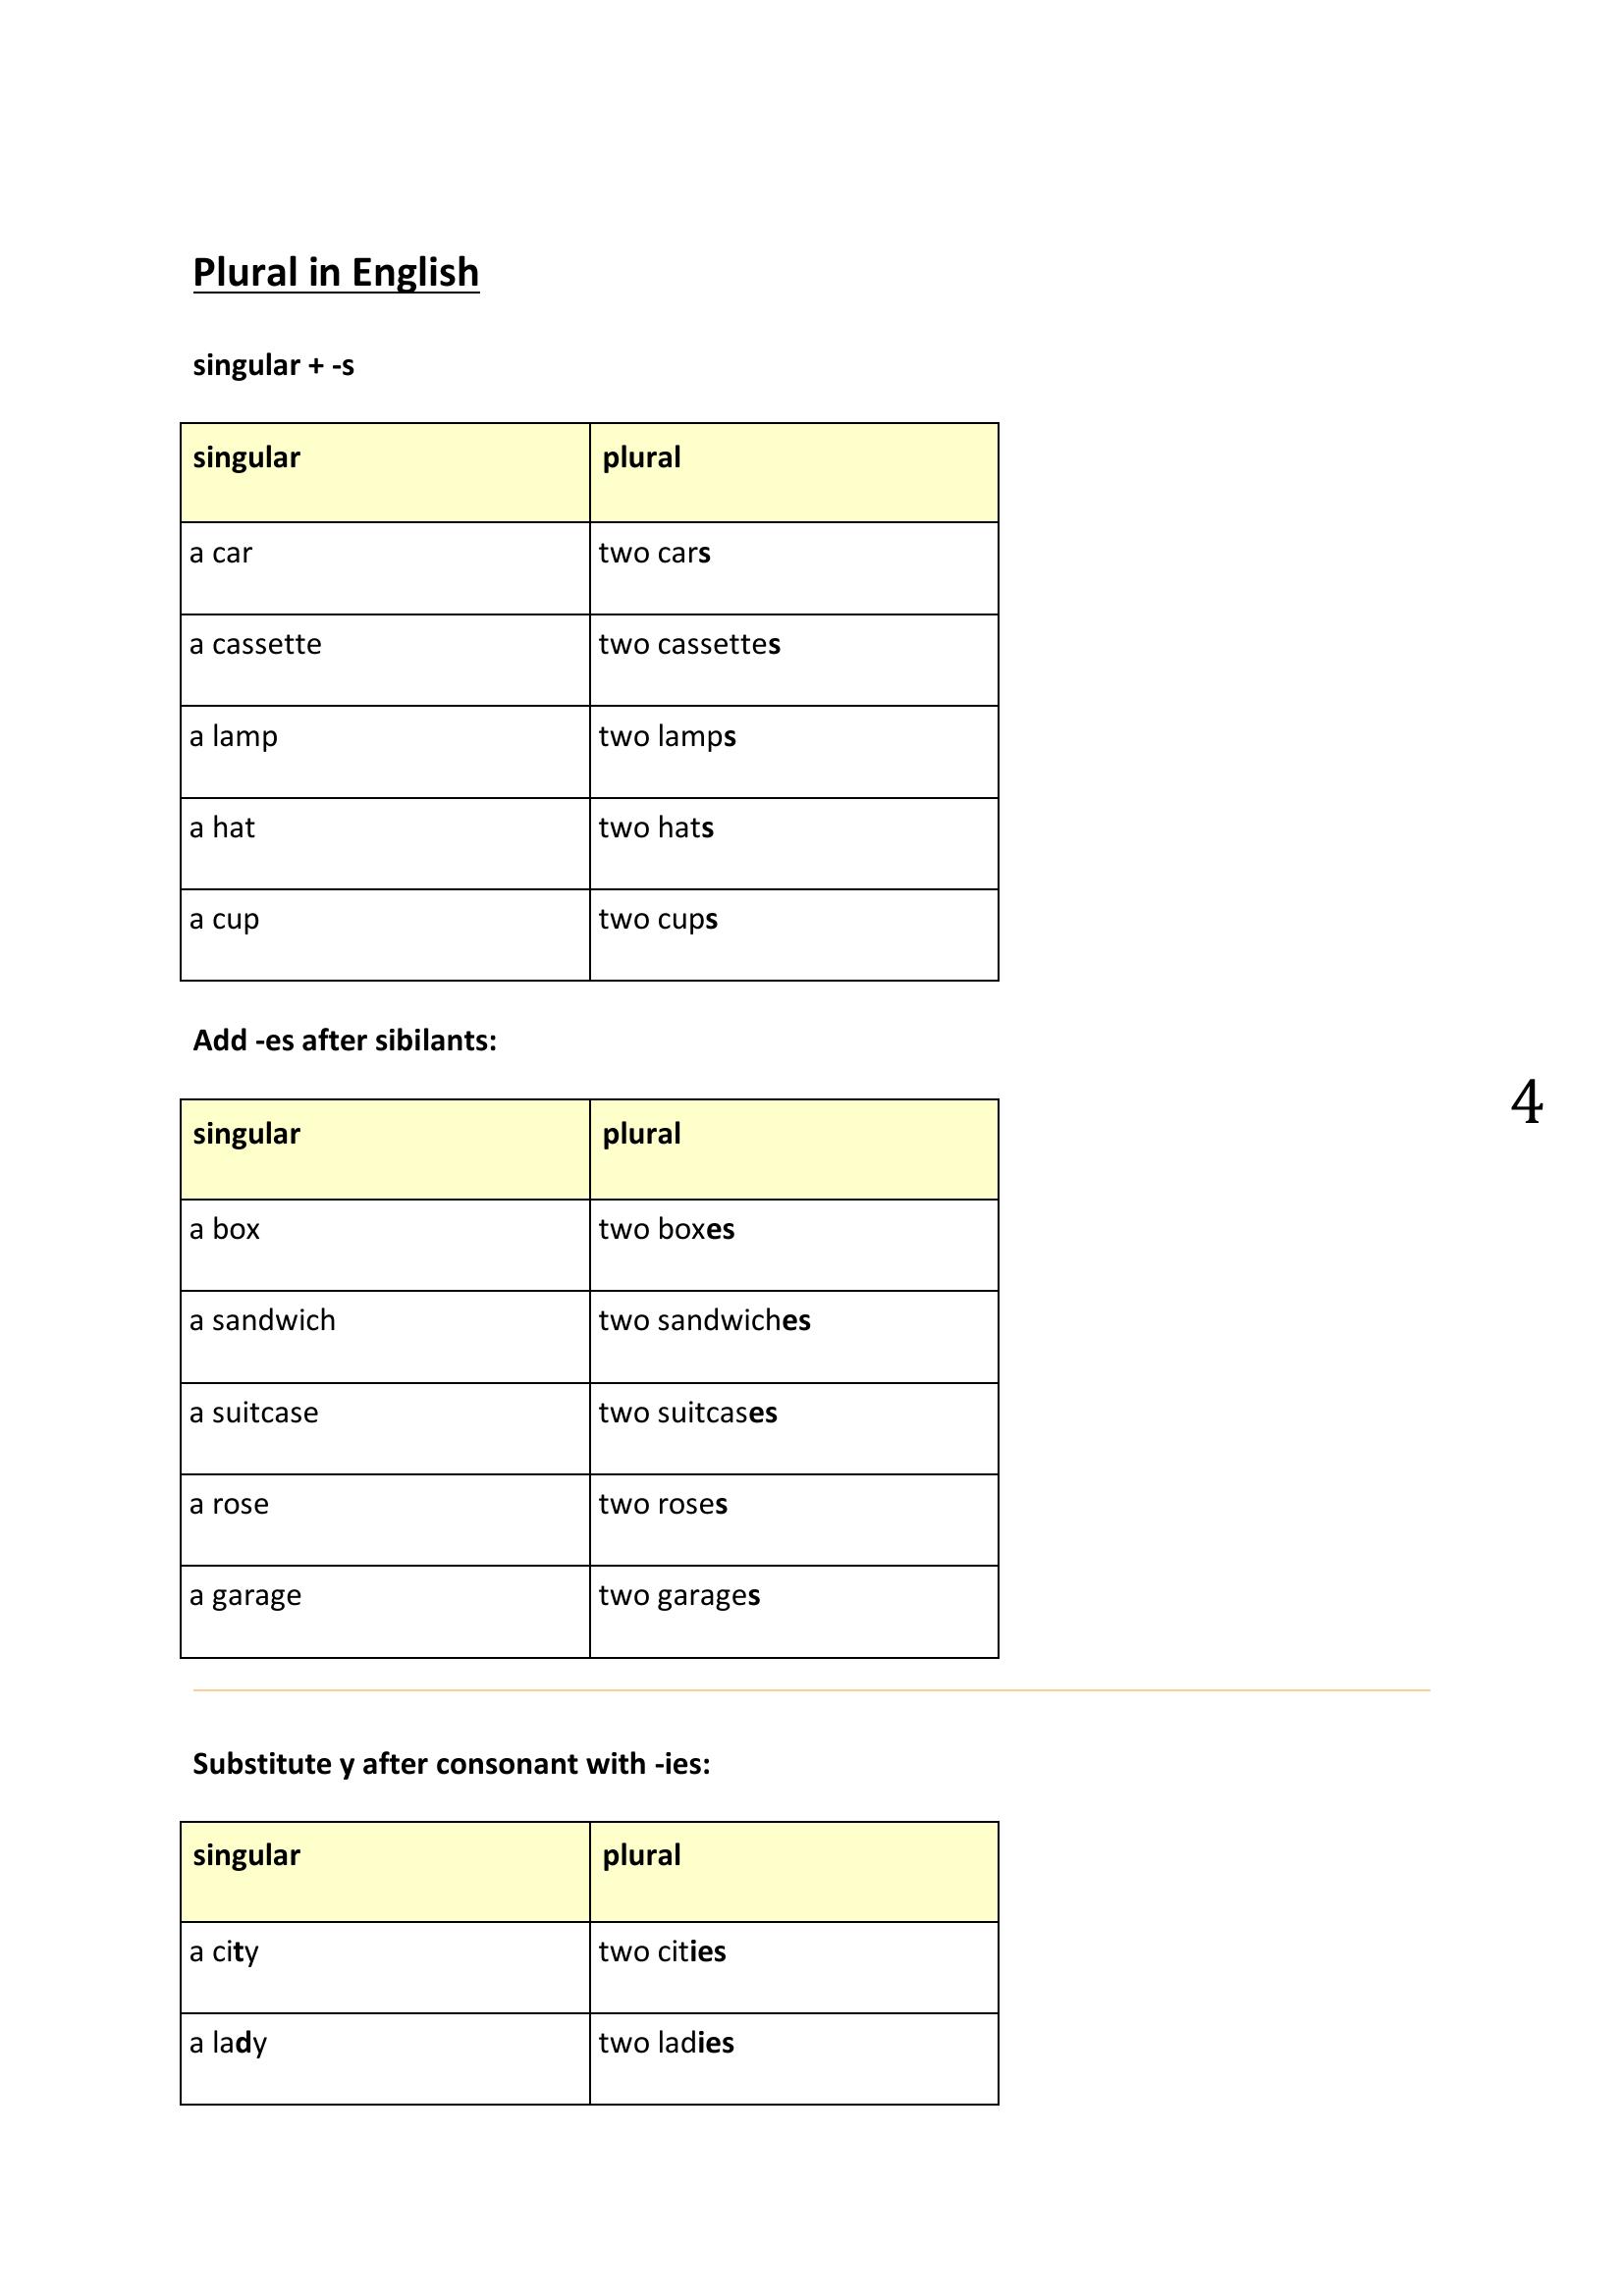 Plural in English
singular + -s
singular plural
a car two cars
a cassette two cassettes
a lamp two lamps
a hat two hats
a cup two cups
Add -es after sibilants:
4
singular plural
a box two boxes
a sandwich two sandwiches
a suitcase two suitcases
a rose two roses
a garage two garages
Substitute y after consonant with -ies:
singular plural
a city two cities
a lady two ladies